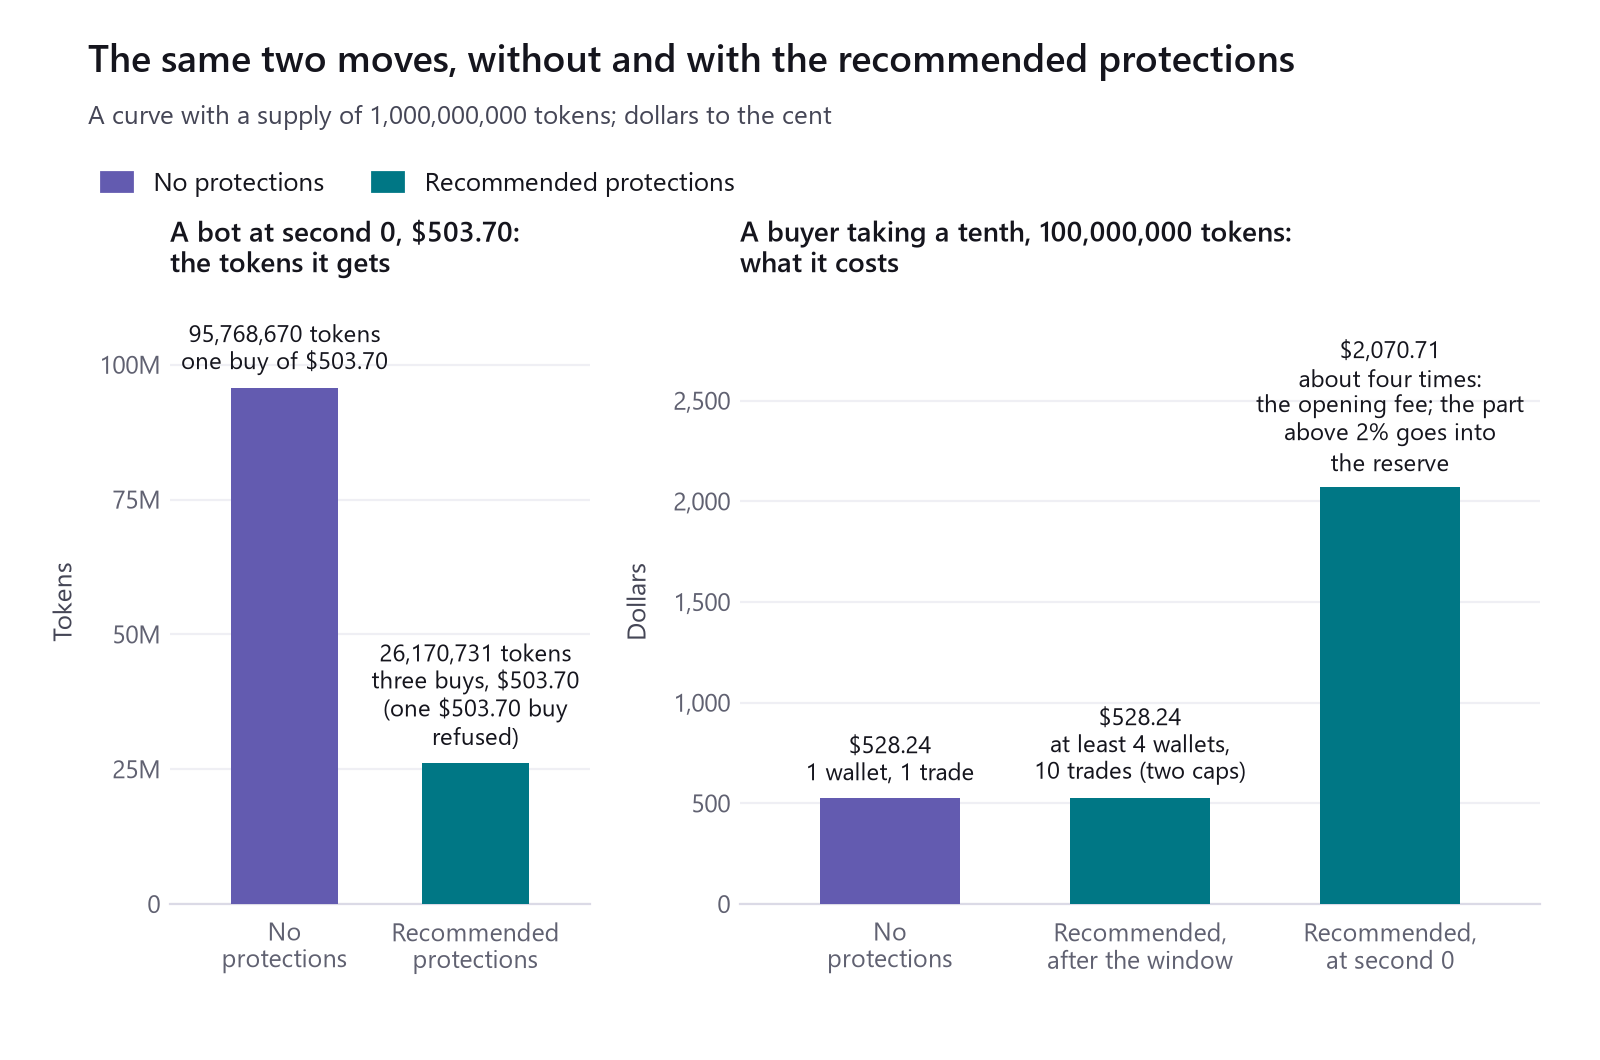 The same two moves, without and with the recommended protections
A curve with a supply of 1,000,000,000 tokens; dollars to the cent
No protections
Recommended protections
A bot at second 0, $503.70:
the tokens it gets
95,768,670 tokens
one buy of $503.70
100M
75M
50M
25M
0
Tokens
26,170,731 tokens
three buys, $503.70
(one $503.70 buy
refused)
No
protections
Recommended
protections
A buyer taking a tenth, 100,000,000 tokens:
what it costs
2,500
2,000
1,500
1,000
500
0
Dollars
$528.24
1 wallet, 1 trade
$528.24
at least 4 wallets,
10 trades (two caps)
$2,070.71
about four times:
the opening fee; the part
above 2% goes into
the reserve
No
protections
Recommended,
after the window
Recommended,
at second 0